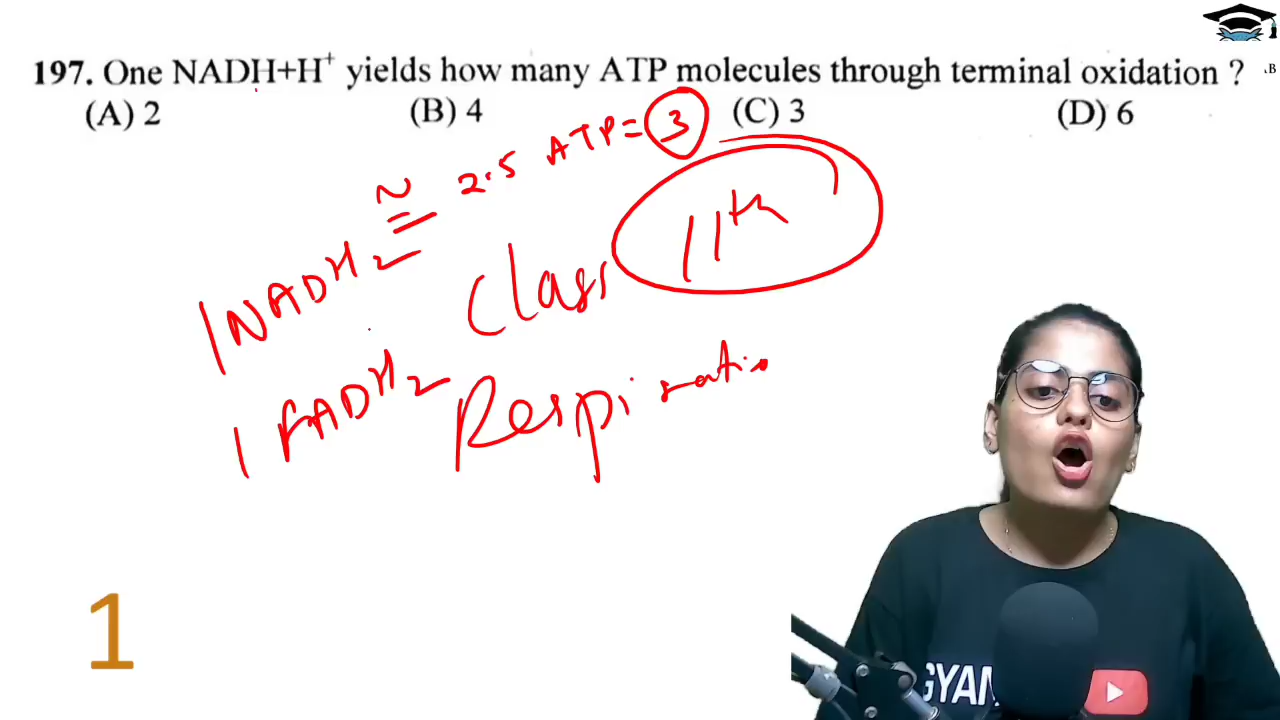 197. One NADH+H⁺ yields how many ATP molecules through terminal oxidation ?
(A) 2 (B) 4 (C) 3 (D) 6
1 NADH₂ ≅ 2.5 ATP = 3
Class 11th
1 FADH₂
Respiratio
1
GYAN